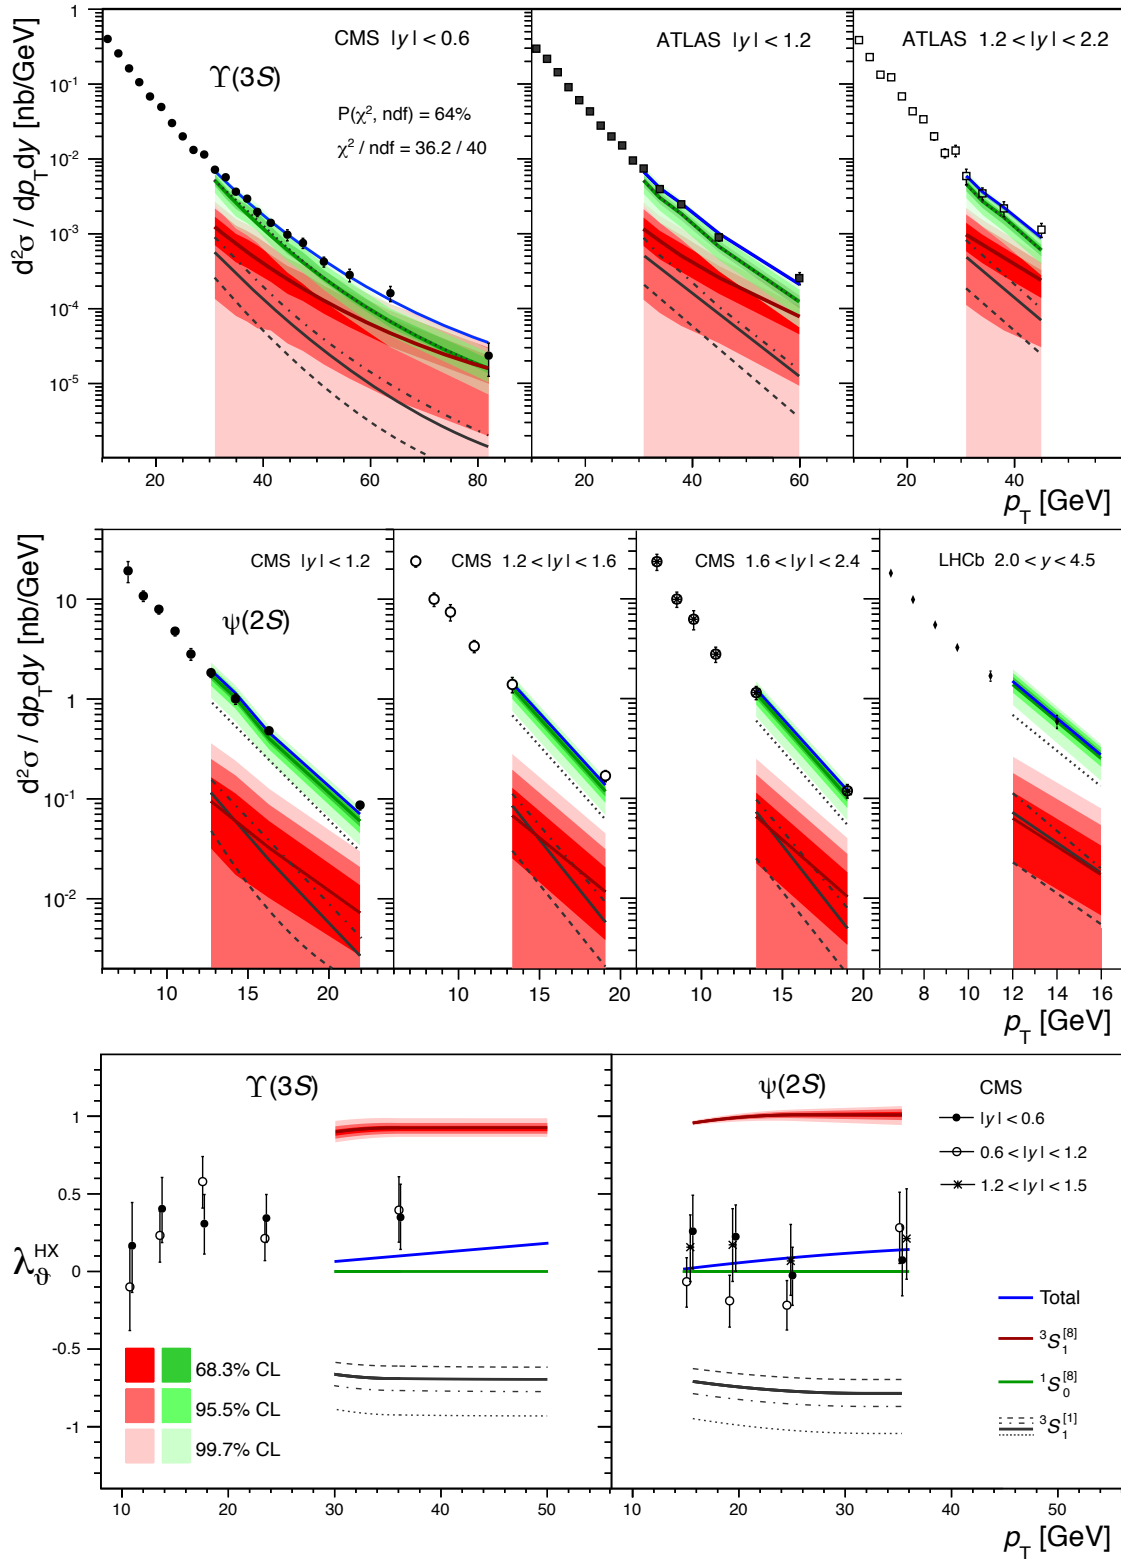 CMS |y| < 0.6
ATLAS |y| < 1.2
ATLAS 1.2 < |y| < 2.2
ϒ(3S)
P(χ², ndf) = 64%
χ² / ndf = 36.2 / 40
d²σ / dp_T dy [nb/GeV]
1
10⁻¹
10⁻²
10⁻³
10⁻⁴
10⁻⁵
20 40 60 80
20 40 60
20 40
p_T [GeV]
CMS |y| < 1.2
CMS 1.2 < |y| < 1.6
CMS 1.6 < |y| < 2.4
LHCb 2.0 < y < 4.5
ψ(2S)
d²σ / dp_T dy [nb/GeV]
10
1
10⁻¹
10⁻²
10 15 20
10 15 20
10 15 20
8 10 12 14 16
p_T [GeV]
ϒ(3S)
ψ(2S)
CMS
|y| < 0.6
0.6 < |y| < 1.2
1.2 < |y| < 1.5
λ_ϑ^HX
1
0.5
0
-0.5
-1
68.3% CL
95.5% CL
99.7% CL
Total
³S₁^[8]
¹S₀^[8]
³S₁^[1]
10 20 30 40 50
10 20 30 40 50
p_T [GeV]